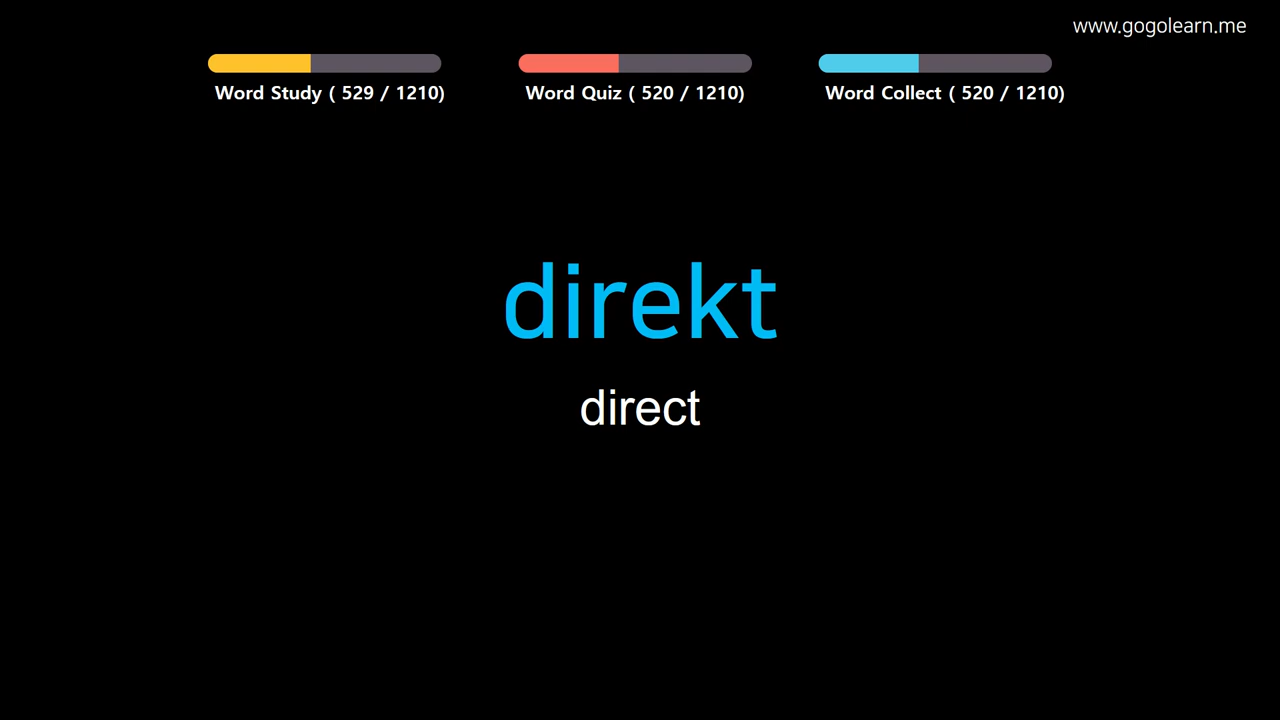 www.gogolearn.me
Word Study ( 529 / 1210)
Word Quiz ( 520 / 1210)
Word Collect ( 520 / 1210)
direkt
direct